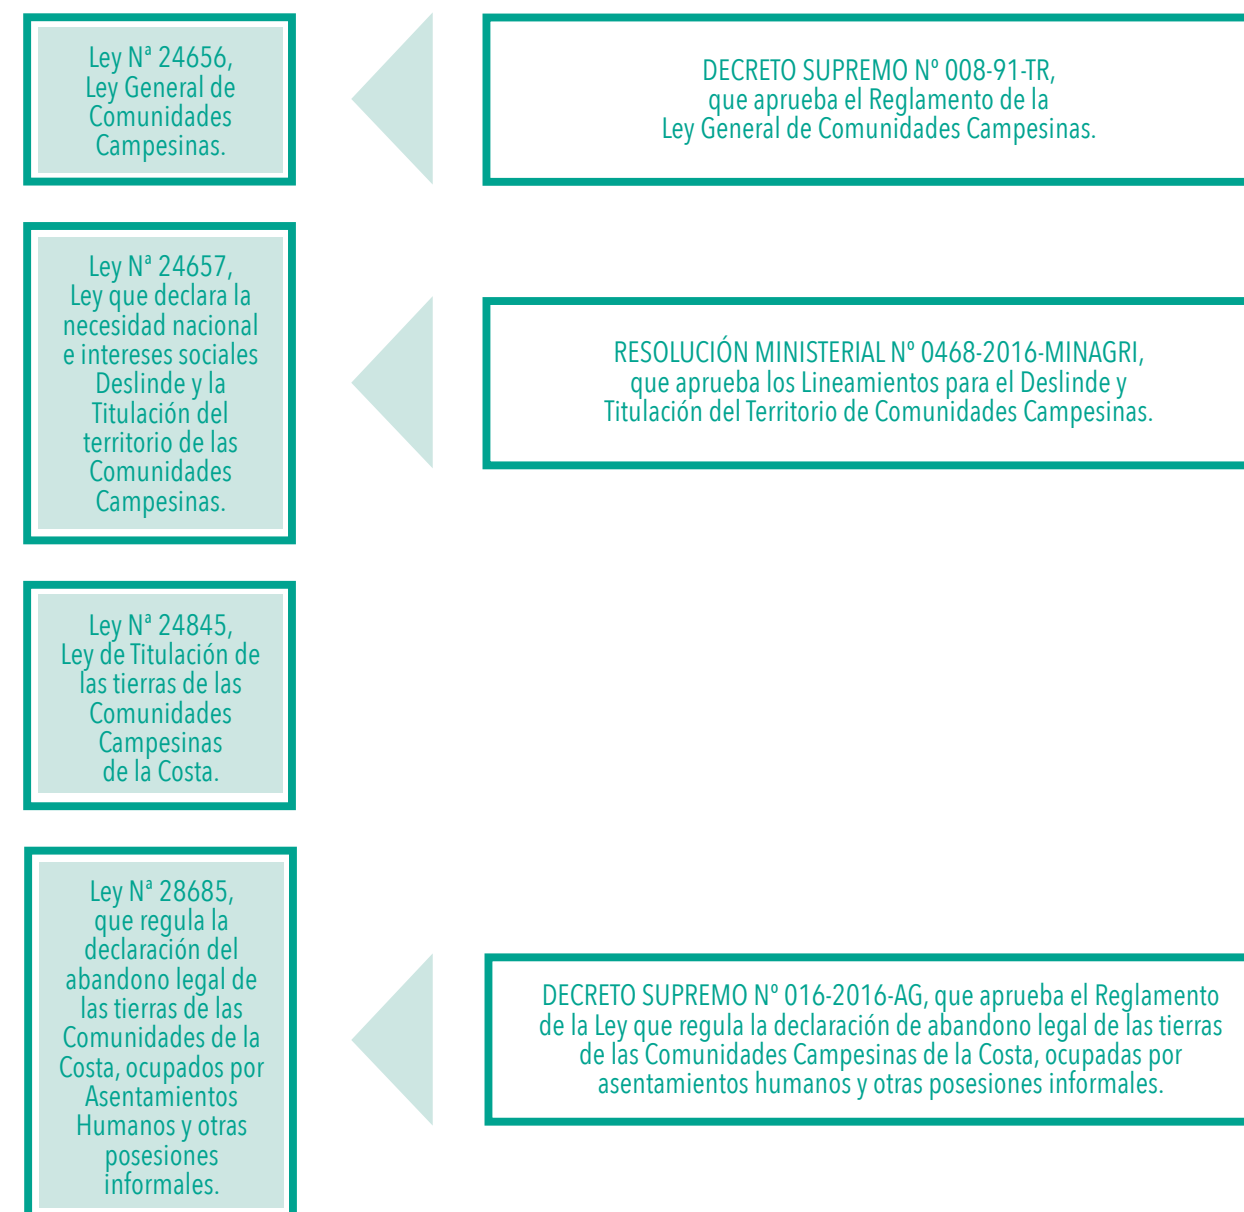 Ley Nª 24656,
Ley General de
Comunidades
Campesinas.
DECRETO SUPREMO Nº 008-91-TR,
que aprueba el Reglamento de la
Ley General de Comunidades Campesinas.
Ley Nª 24657,
Ley que declara la
necesidad nacional
e intereses sociales
Deslinde y la
Titulación del
territorio de las
Comunidades
Campesinas.
RESOLUCIÓN MINISTERIAL Nº 0468-2016-MINAGRI,
que aprueba los Lineamientos para el Deslinde y
Titulación del Territorio de Comunidades Campesinas.
Ley Nª 24845,
Ley de Titulación de
las tierras de las
Comunidades
Campesinas
de la Costa.
Ley Nª 28685,
que regula la
declaración del
abandono legal de
las tierras de las
Comunidades de la
Costa, ocupados por
Asentamientos
Humanos y otras
posesiones
informales.
DECRETO SUPREMO Nº 016-2016-AG, que aprueba el Reglamento
de la Ley que regula la declaración de abandono legal de las tierras
de las Comunidades Campesinas de la Costa, ocupadas por
asentamientos humanos y otras posesiones informales.